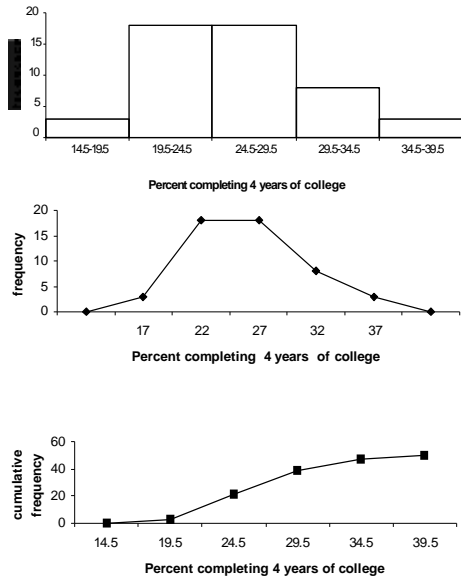 20
15
10
5
0
14.5-19.5 19.5-24.5 24.5-29.5 29.5-34.5 34.5-39.5
Percent completing 4 years of college
20
15
10
5
0
frequency
17 22 27 32 37
Percent completing 4 years of college
60
40
20
0
cumulative
frequency
14.5 19.5 24.5 29.5 34.5 39.5
Percent completing 4 years of college